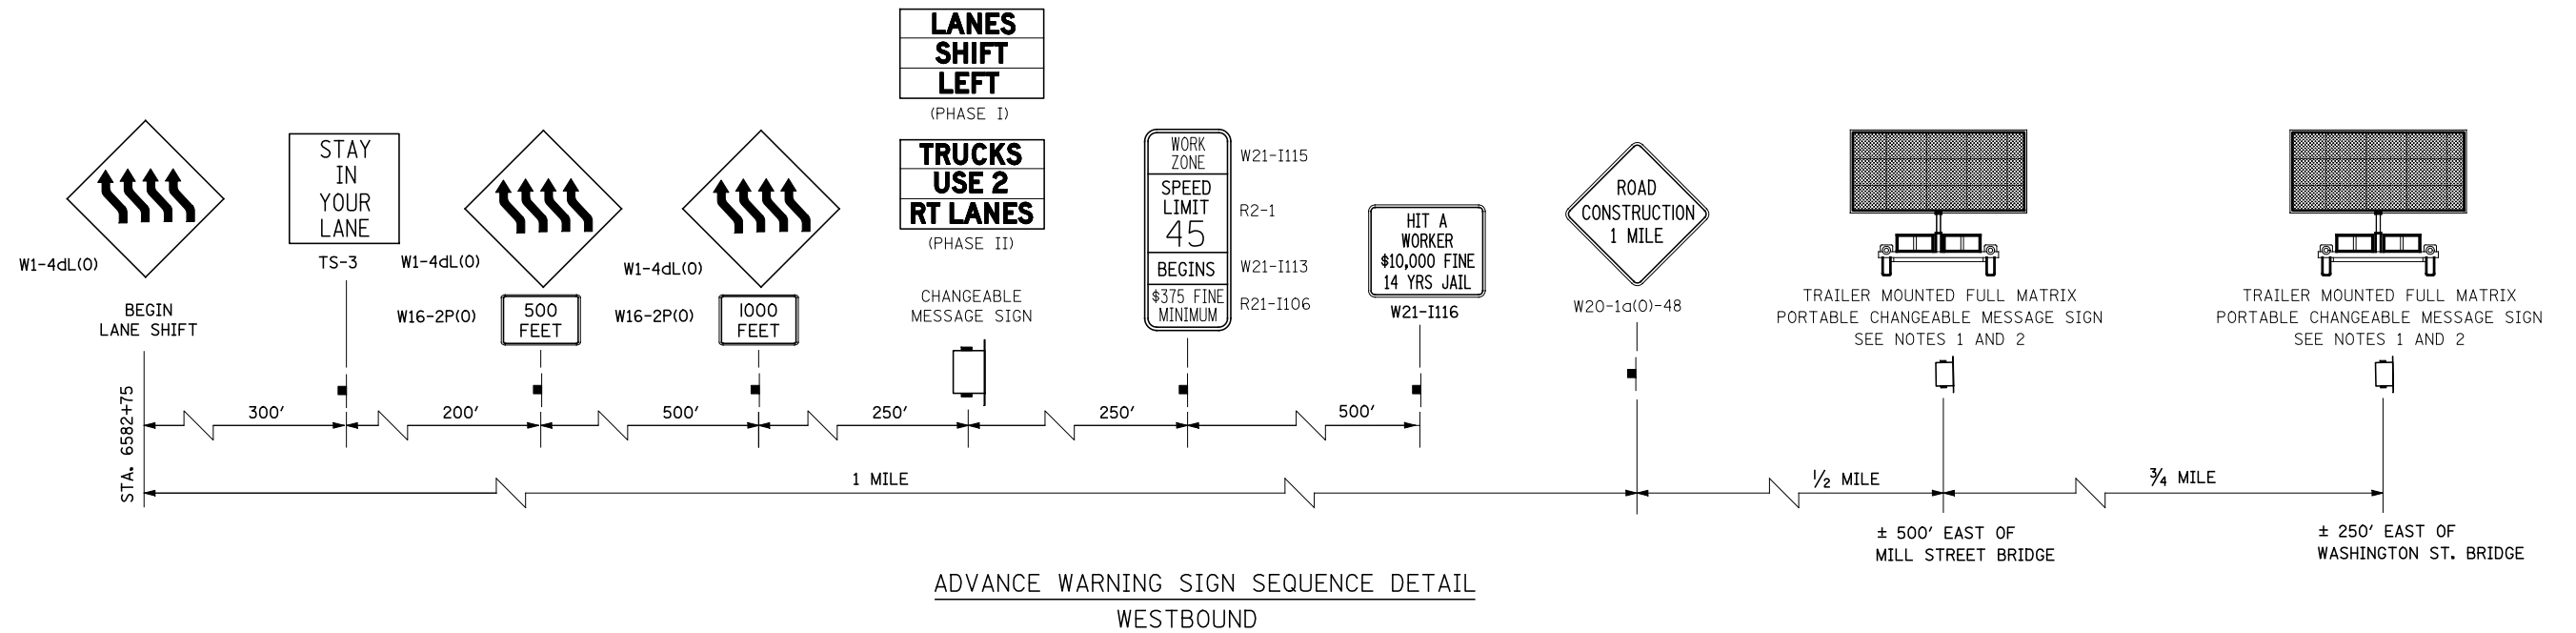 LANES
SHIFT
LEFT
(PHASE I)
TRUCKS
USE 2
RT LANES
(PHASE II)
CHANGEABLE
MESSAGE SIGN
W1-4dL(O)
BEGIN
LANE SHIFT
STA. 6582+75
STAY
IN
YOUR
LANE
TS-3
W1-4dL(O)
W16-2P(O)
500
FEET
W1-4dL(O)
W16-2P(O)
1000
FEET
WORK
ZONE
W21-I115
SPEED
LIMIT
45
R2-1
BEGINS
W21-I113
$375 FINE
MINIMUM
R21-I106
HIT A
WORKER
$10,000 FINE
14 YRS JAIL
W21-I116
ROAD
CONSTRUCTION
1 MILE
W20-1a(O)-48
TRAILER MOUNTED FULL MATRIX
PORTABLE CHANGEABLE MESSAGE SIGN
SEE NOTES 1 AND 2
TRAILER MOUNTED FULL MATRIX
PORTABLE CHANGEABLE MESSAGE SIGN
SEE NOTES 1 AND 2
300'
200'
500'
250'
250'
500'
1 MILE
1/2 MILE
3/4 MILE
± 500' EAST OF
MILL STREET BRIDGE
± 250' EAST OF
WASHINGTON ST. BRIDGE
ADVANCE WARNING SIGN SEQUENCE DETAIL
WESTBOUND